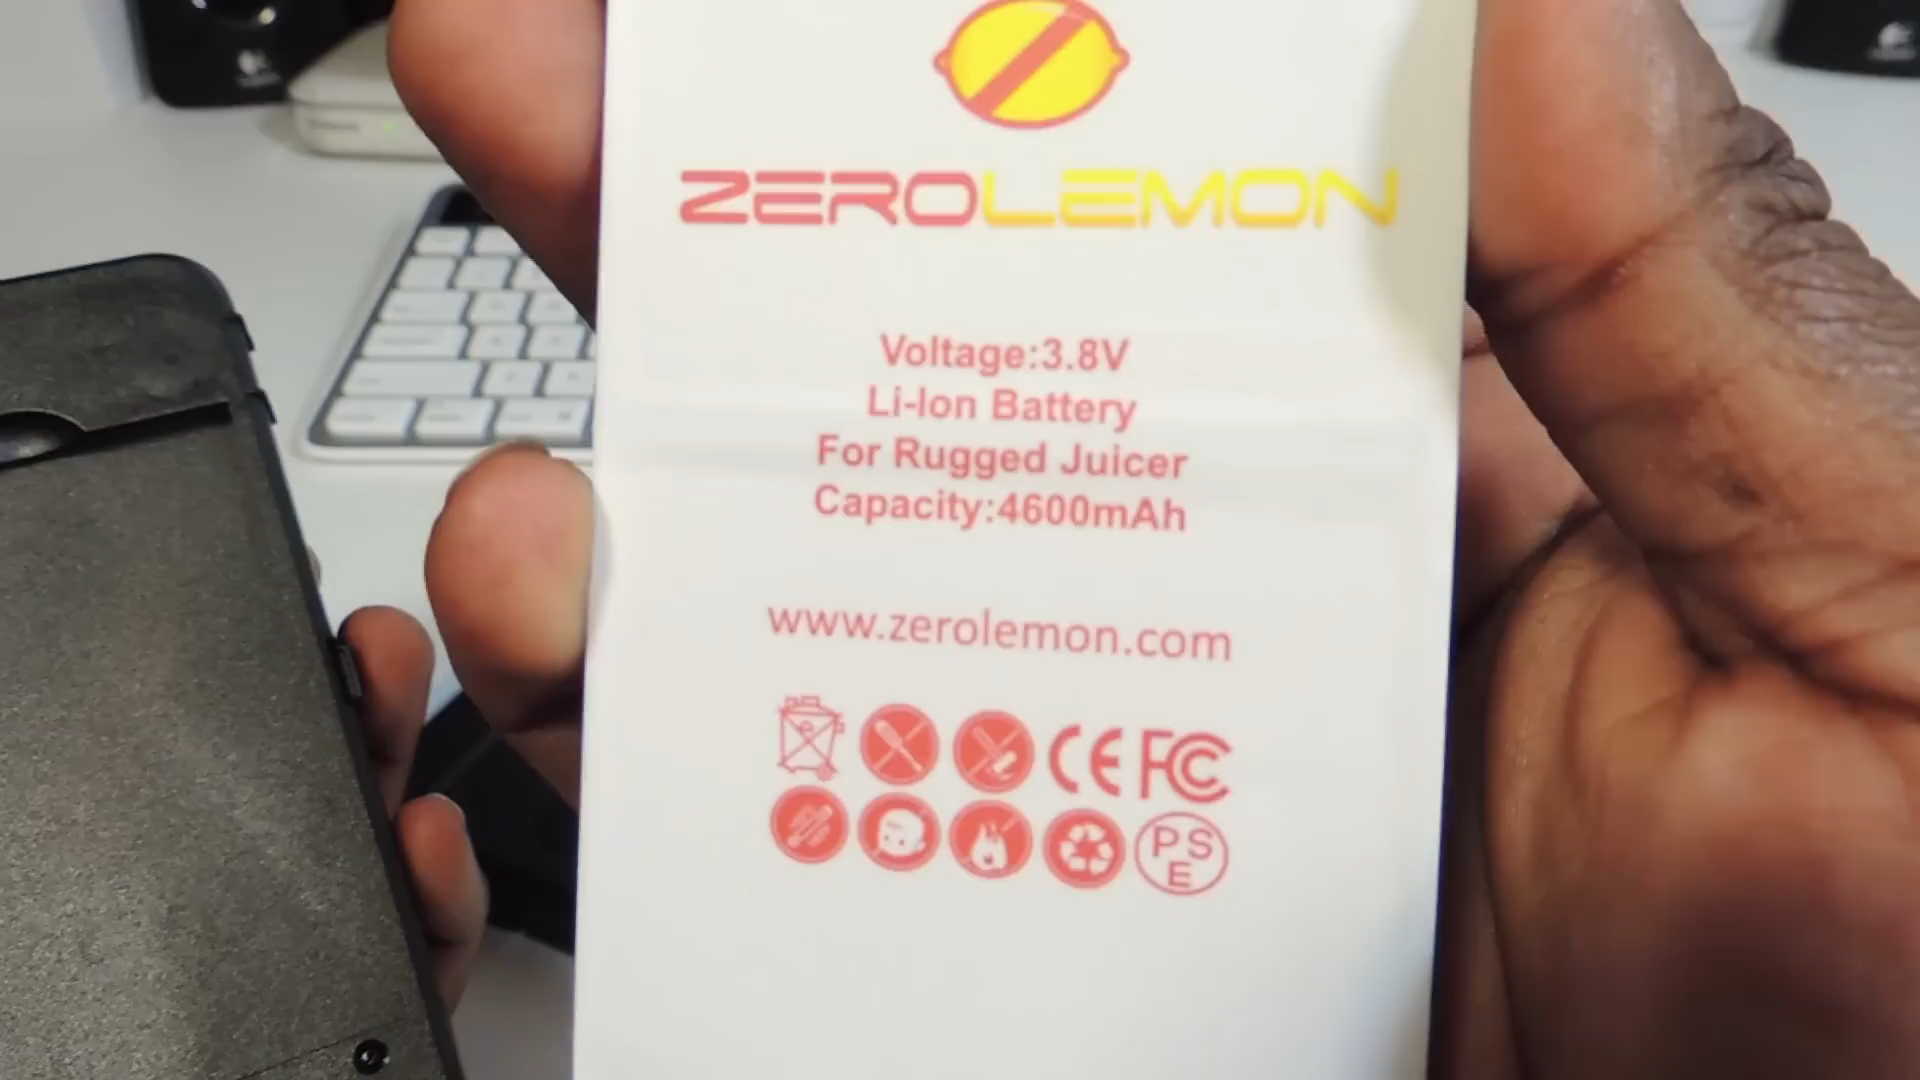 ZEROLEMON
Voltage:3.8V
Li-Ion Battery
For Rugged Juicer
Capacity:4600mAh
www.zerolemon.com
CE FC
PSE